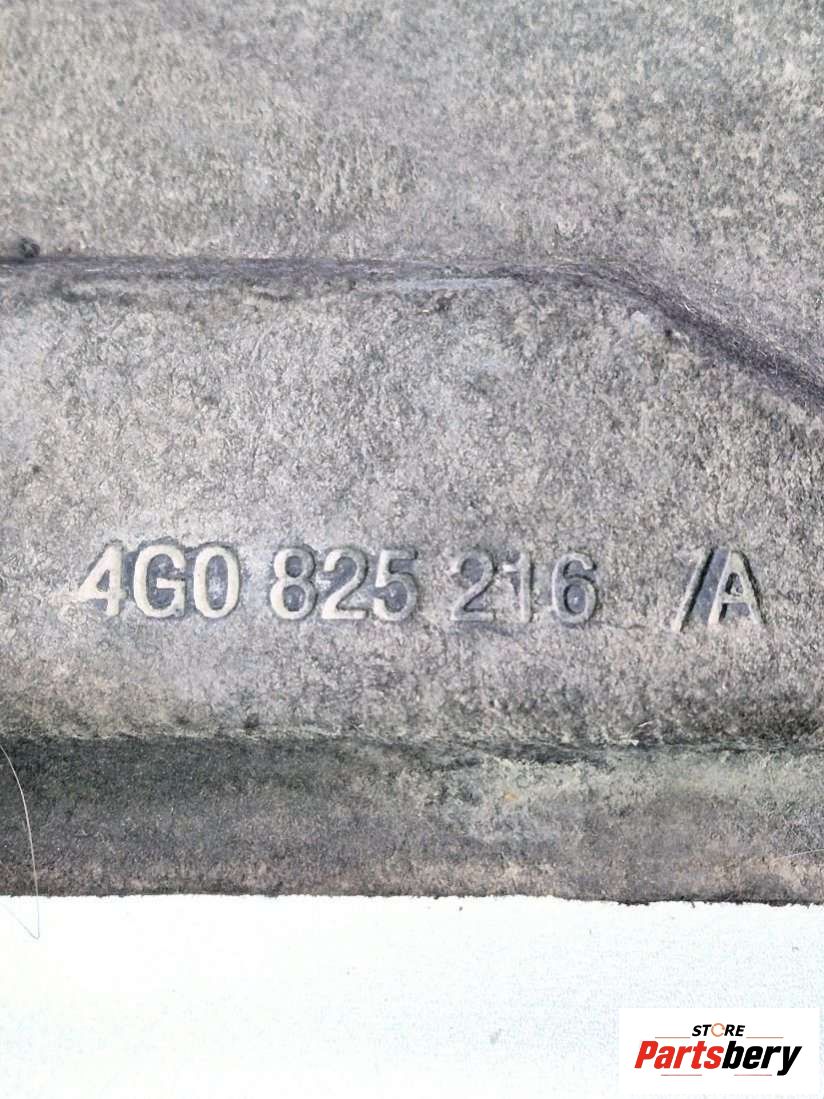 4G0 825 216 /A
STORE
Partsbery